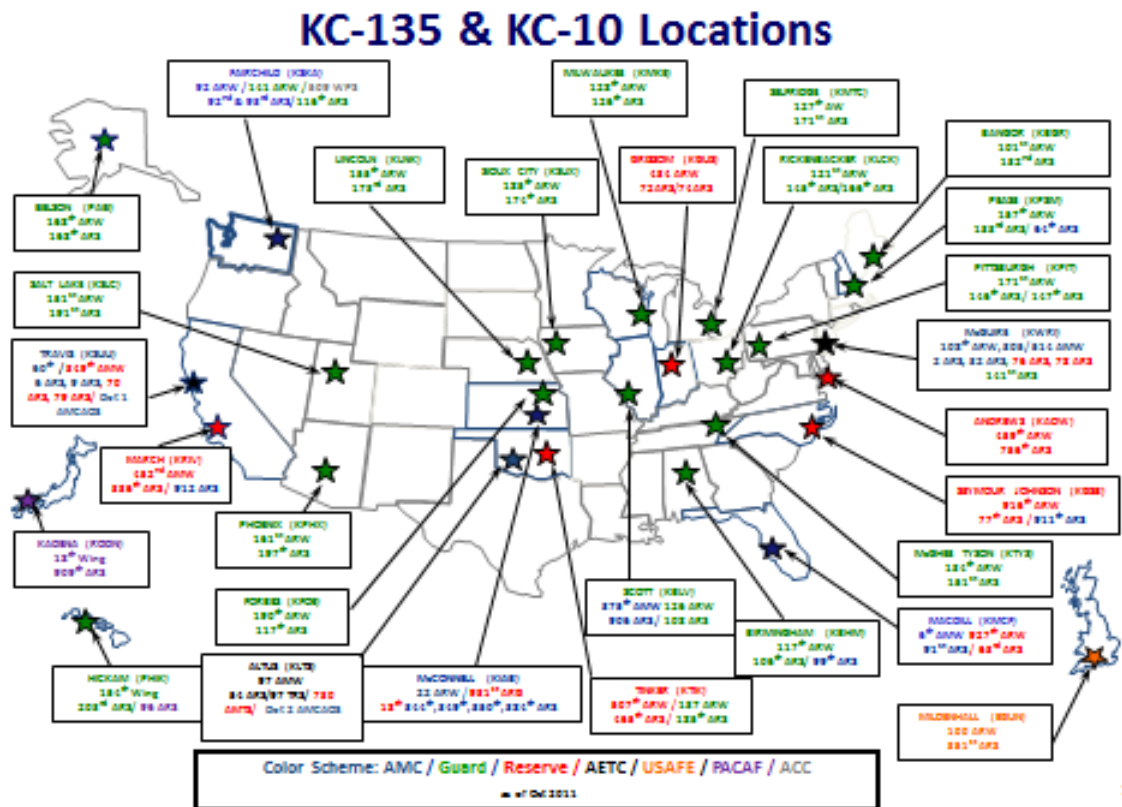 KC-135 & KC-10 Locations
FAIRCHILD (KSKA)
92 ARW / 141 ARW / 509 WPS
92nd & 93rd ARS/ 116th ARS
MILWAUKEE (KMKE)
128th ARW
126th ARS
SELFRIDGE (KMTC)
127th AW
171st ARS
BANGOR (KBGR)
101st ARW
132nd ARS
LINCOLN (KLNK)
155th ARW
173rd ARS
SIOUX CITY (KSUX)
185th ARW
174th ARS
GRISSOM (KGUS)
434 ARW
72 ARS/74 ARS
RICKENBACKER (KLCK)
121st ARW
145th ARS/166th ARS
PEASE (KPSM)
157th ARW
133rd ARS/ 64th ARS
EIELSON (PAEI)
168th ARW
168th ARS
SALT LAKE (KSLC)
151st ARW
191st ARS
PITTSBURGH (KPIT)
171st ARW
146th ARS/ 147th ARS
TRAVIS (KSUU)
60th / 349th AMW
6 ARS, 9 ARS, 70
ARS, 79 ARS/ Det 1
AMCAOS
McGUIRE (KWRI)
2 ARS, 32 ARS, 76 ARS, 78 ARS
141st ARS
MARCH (KRIV)
452nd AMW
336th ARS/ 912 ARS
ANDREWS (KADW)
459th ARW
756th ARS
SEYMOUR JOHNSON (KGSB)
916th ARW
77th ARS /911th ARS
KADENA (RODN)
18th Wing
909th ARS
PHOENIX (KPHX)
161st ARW
197th ARS
McGHEE TYSON (KTYS)
134th ARW
151st ARS
FORBES (KFOE)
190th ARW
117th ARS
SCOTT (KBLV)
375th AMW 126 ARW
906 ARS/ 108 ARS
BIRMINGHAM (KBHM)
117th ARW
106th ARS/ 99th ARS
MACDILL (KMCF)
6th AMW 927th ARW
91st ARS/ 63rd ARS
HICKAM (PHIK)
154th Wing
203rd ARS/ 96 ARS
ALTUS (KLTS)
97 AMW
54 ARS/97 TRS/ 730
AMTS/ Det 2 AMCAOS
McCONNELL (KIAB)
22 ARW /931st ARG
TINKER (KTIK)
507th ARW / 137 ARW
465th ARS/ 185th ARS
MILDENHALL (EGUN)
100 ARW
351st ARS
Color Scheme: AMC / Guard / Reserve / AETC / USAFE / PACAF / ACC
as of Oct 2011